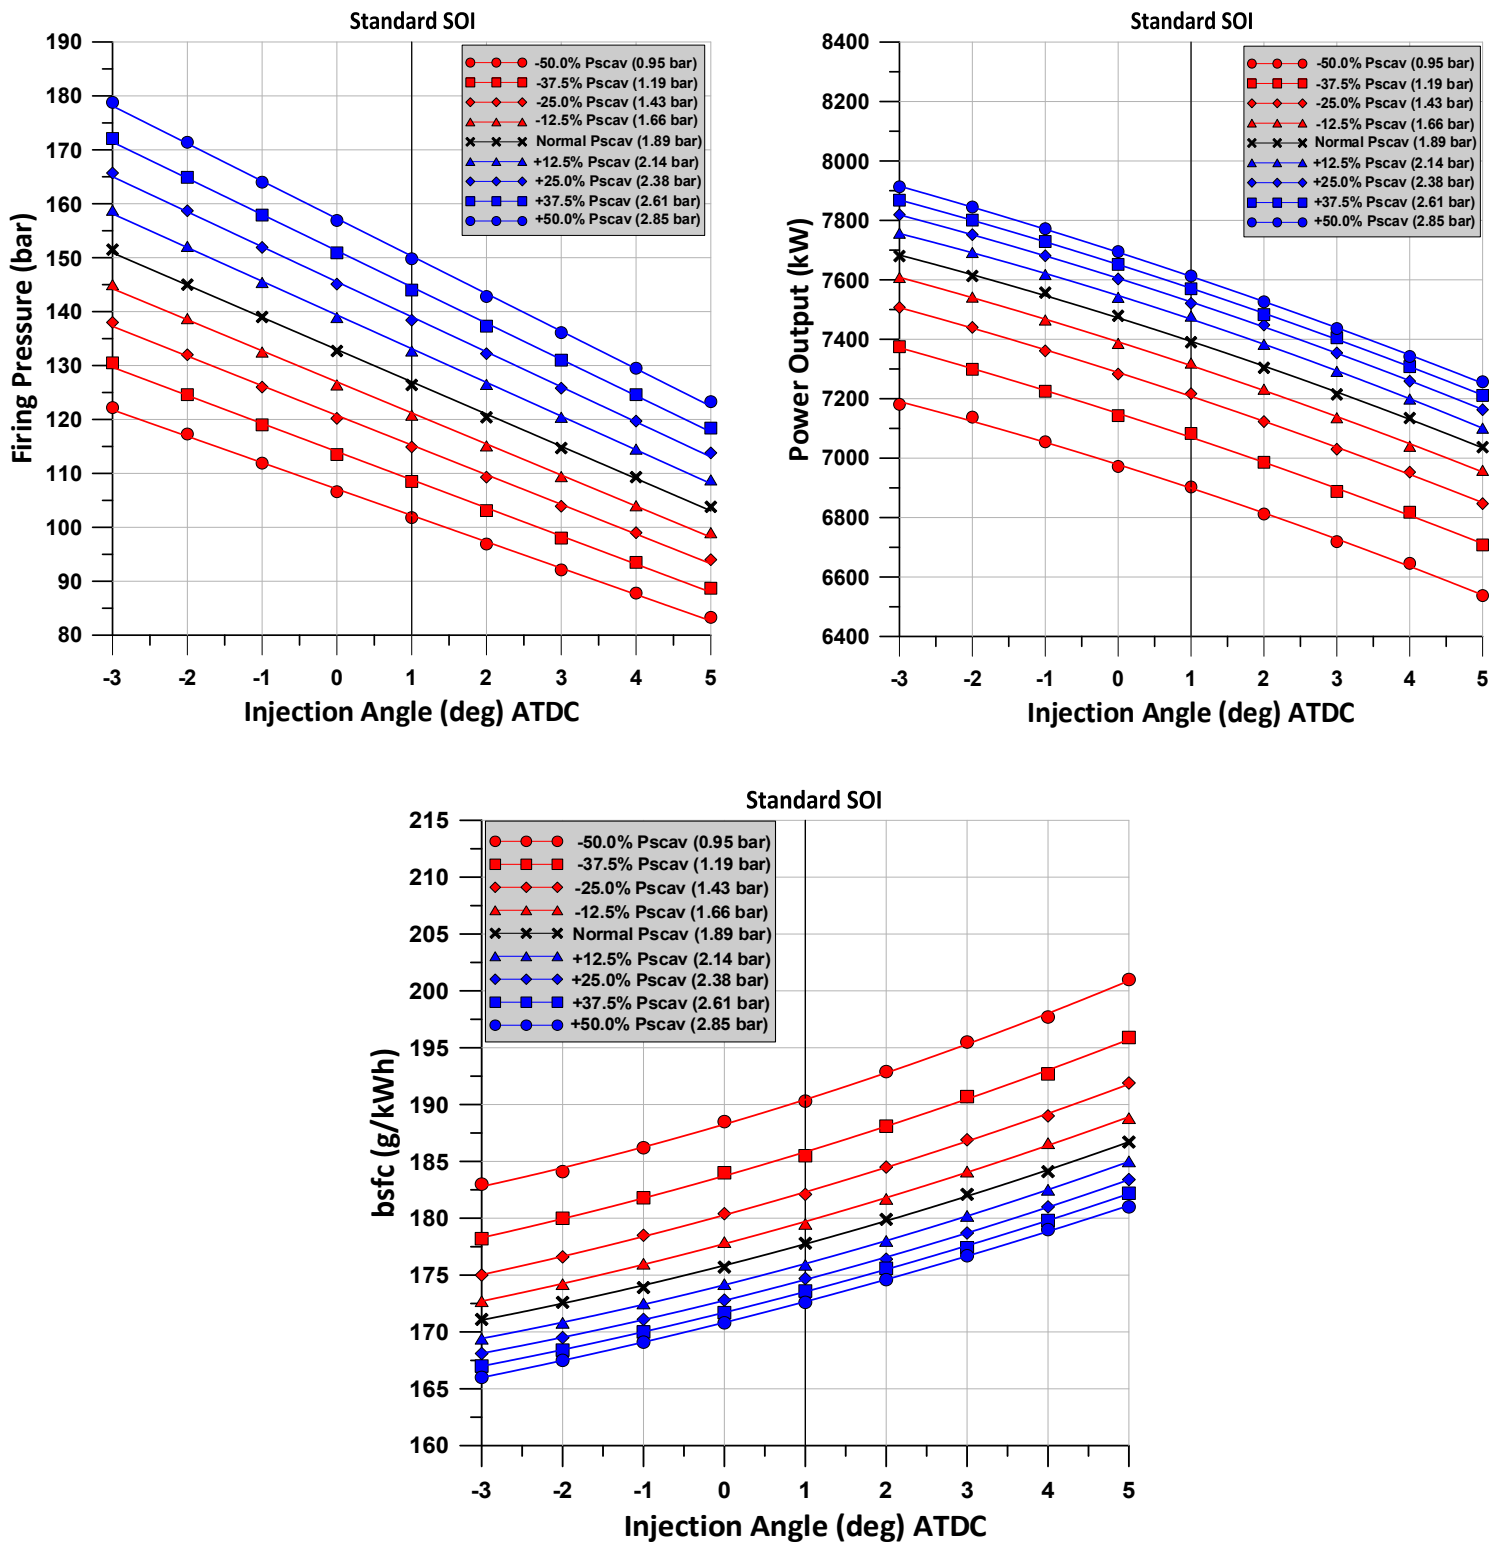 Standard SOI
190
180
170
160
150
140
130
120
110
100
90
80
Firing Pressure (bar)
-50.0% Pscav (0.95 bar)
-37.5% Pscav (1.19 bar)
-25.0% Pscav (1.43 bar)
-12.5% Pscav (1.66 bar)
Normal Pscav (1.89 bar)
+12.5% Pscav (2.14 bar)
+25.0% Pscav (2.38 bar)
+37.5% Pscav (2.61 bar)
+50.0% Pscav (2.85 bar)
-3 -2 -1 0 1 2 3 4 5
Injection Angle (deg) ATDC
Standard SOI
8400
8200
8000
7800
7600
7400
7200
7000
6800
6600
6400
Power Output (kW)
-50.0% Pscav (0.95 bar)
-37.5% Pscav (1.19 bar)
-25.0% Pscav (1.43 bar)
-12.5% Pscav (1.66 bar)
Normal Pscav (1.89 bar)
+12.5% Pscav (2.14 bar)
+25.0% Pscav (2.38 bar)
+37.5% Pscav (2.61 bar)
+50.0% Pscav (2.85 bar)
-3 -2 -1 0 1 2 3 4 5
Injection Angle (deg) ATDC
Standard SOI
215
210
205
200
195
190
185
180
175
170
165
160
bsfc (g/kWh)
-50.0% Pscav (0.95 bar)
-37.5% Pscav (1.19 bar)
-25.0% Pscav (1.43 bar)
-12.5% Pscav (1.66 bar)
Normal Pscav (1.89 bar)
+12.5% Pscav (2.14 bar)
+25.0% Pscav (2.38 bar)
+37.5% Pscav (2.61 bar)
+50.0% Pscav (2.85 bar)
-3 -2 -1 0 1 2 3 4 5
Injection Angle (deg) ATDC